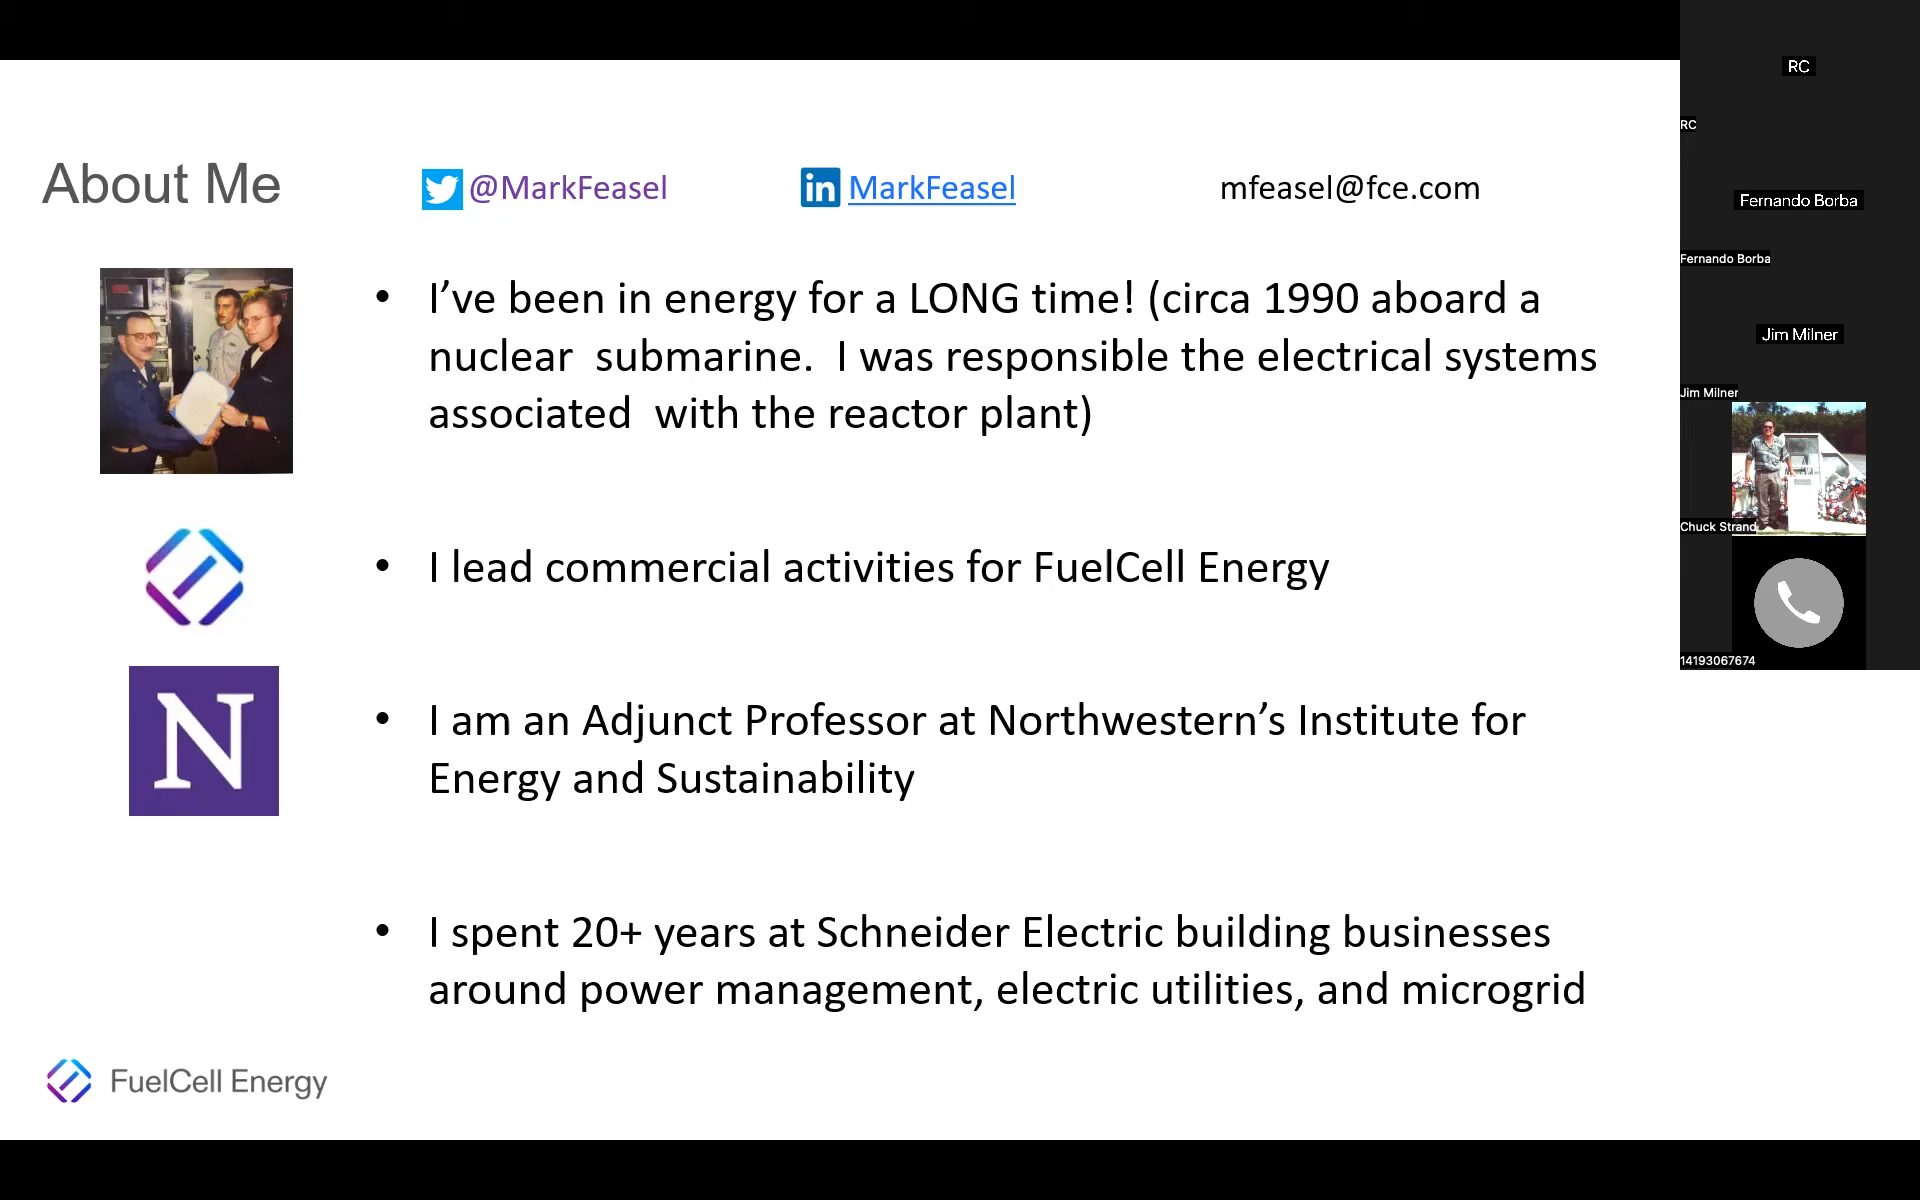 About Me
@MarkFeasel
in MarkFeasel
mfeasel@fce.com
• I’ve been in energy for a LONG time! (circa 1990 aboard a
nuclear  submarine.  I was responsible the electrical systems
associated  with the reactor plant)
• I lead commercial activities for FuelCell Energy
N
• I am an Adjunct Professor at Northwestern’s Institute for
Energy and Sustainability
• I spent 20+ years at Schneider Electric building businesses
around power management, electric utilities, and microgrid
FuelCell Energy
RC
RC
Fernando Borba
Fernando Borba
Jim Milner
Jim Milner
Chuck Strand
14193067674